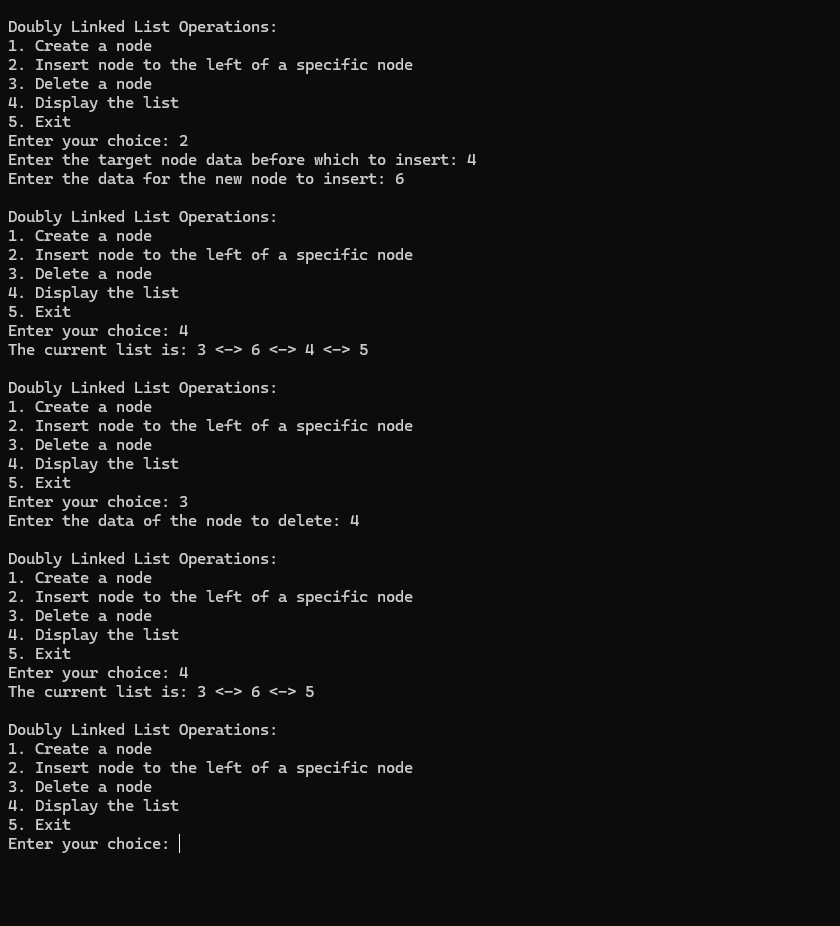 Doubly Linked List Operations:
1. Create a node
2. Insert node to the left of a specific node
3. Delete a node
4. Display the list
5. Exit
Enter your choice: 2
Enter the target node data before which to insert: 4
Enter the data for the new node to insert: 6
Doubly Linked List Operations:
1. Create a node
2. Insert node to the left of a specific node
3. Delete a node
4. Display the list
5. Exit
Enter your choice: 4
The current list is: 3 <-> 6 <-> 4 <-> 5
Doubly Linked List Operations:
1. Create a node
2. Insert node to the left of a specific node
3. Delete a node
4. Display the list
5. Exit
Enter your choice: 3
Enter the data of the node to delete: 4
Doubly Linked List Operations:
1. Create a node
2. Insert node to the left of a specific node
3. Delete a node
4. Display the list
5. Exit
Enter your choice: 4
The current list is: 3 <-> 6 <-> 5
Doubly Linked List Operations:
1. Create a node
2. Insert node to the left of a specific node
3. Delete a node
4. Display the list
5. Exit
Enter your choice: